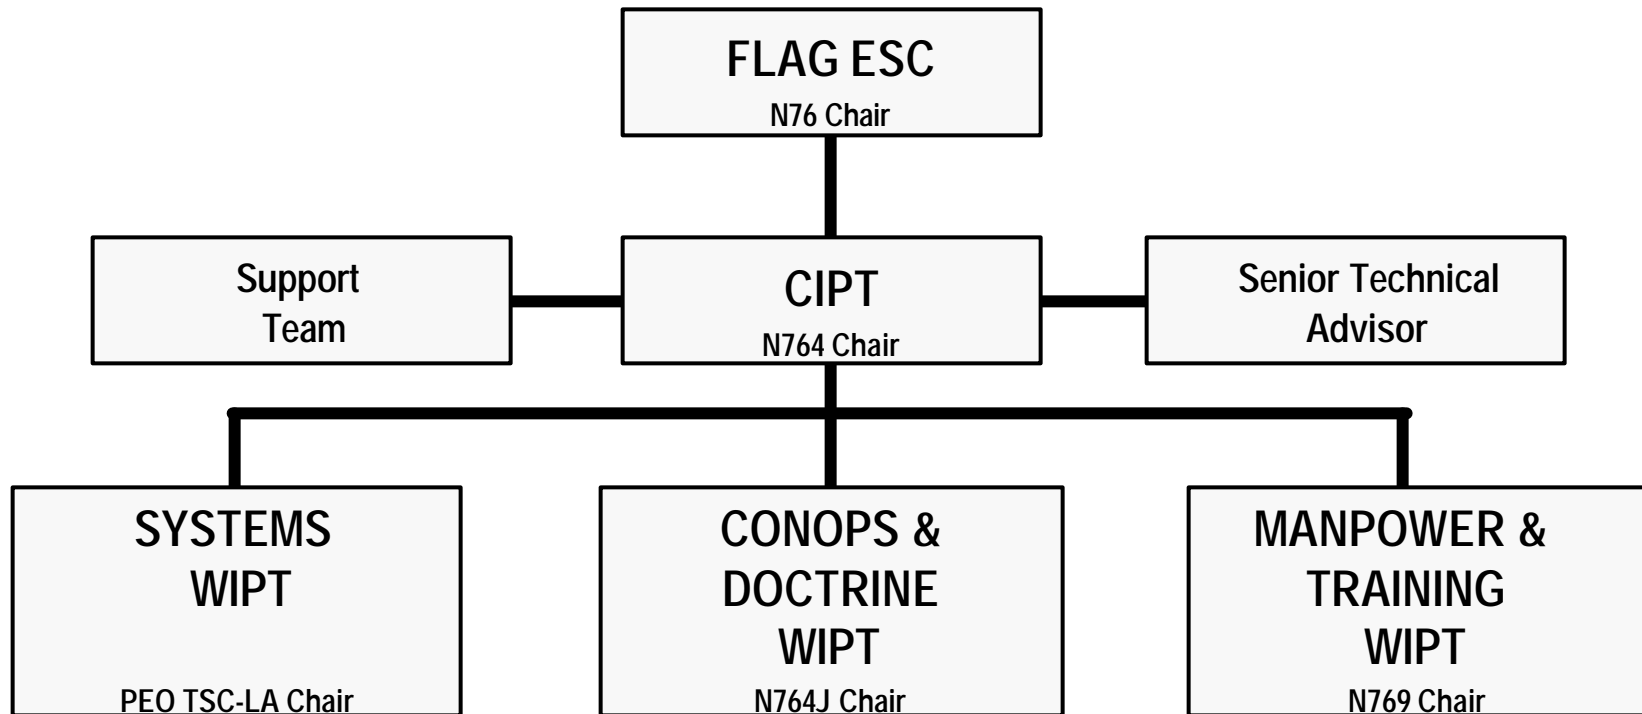 FLAG ESC
N76 Chair
Support
Team
CIPT
N764 Chair
Senior Technical
Advisor
SYSTEMS
WIPT
PEO TSC-LA Chair
CONOPS &
DOCTRINE
WIPT
N764J Chair
MANPOWER &
TRAINING
WIPT
N769 Chair